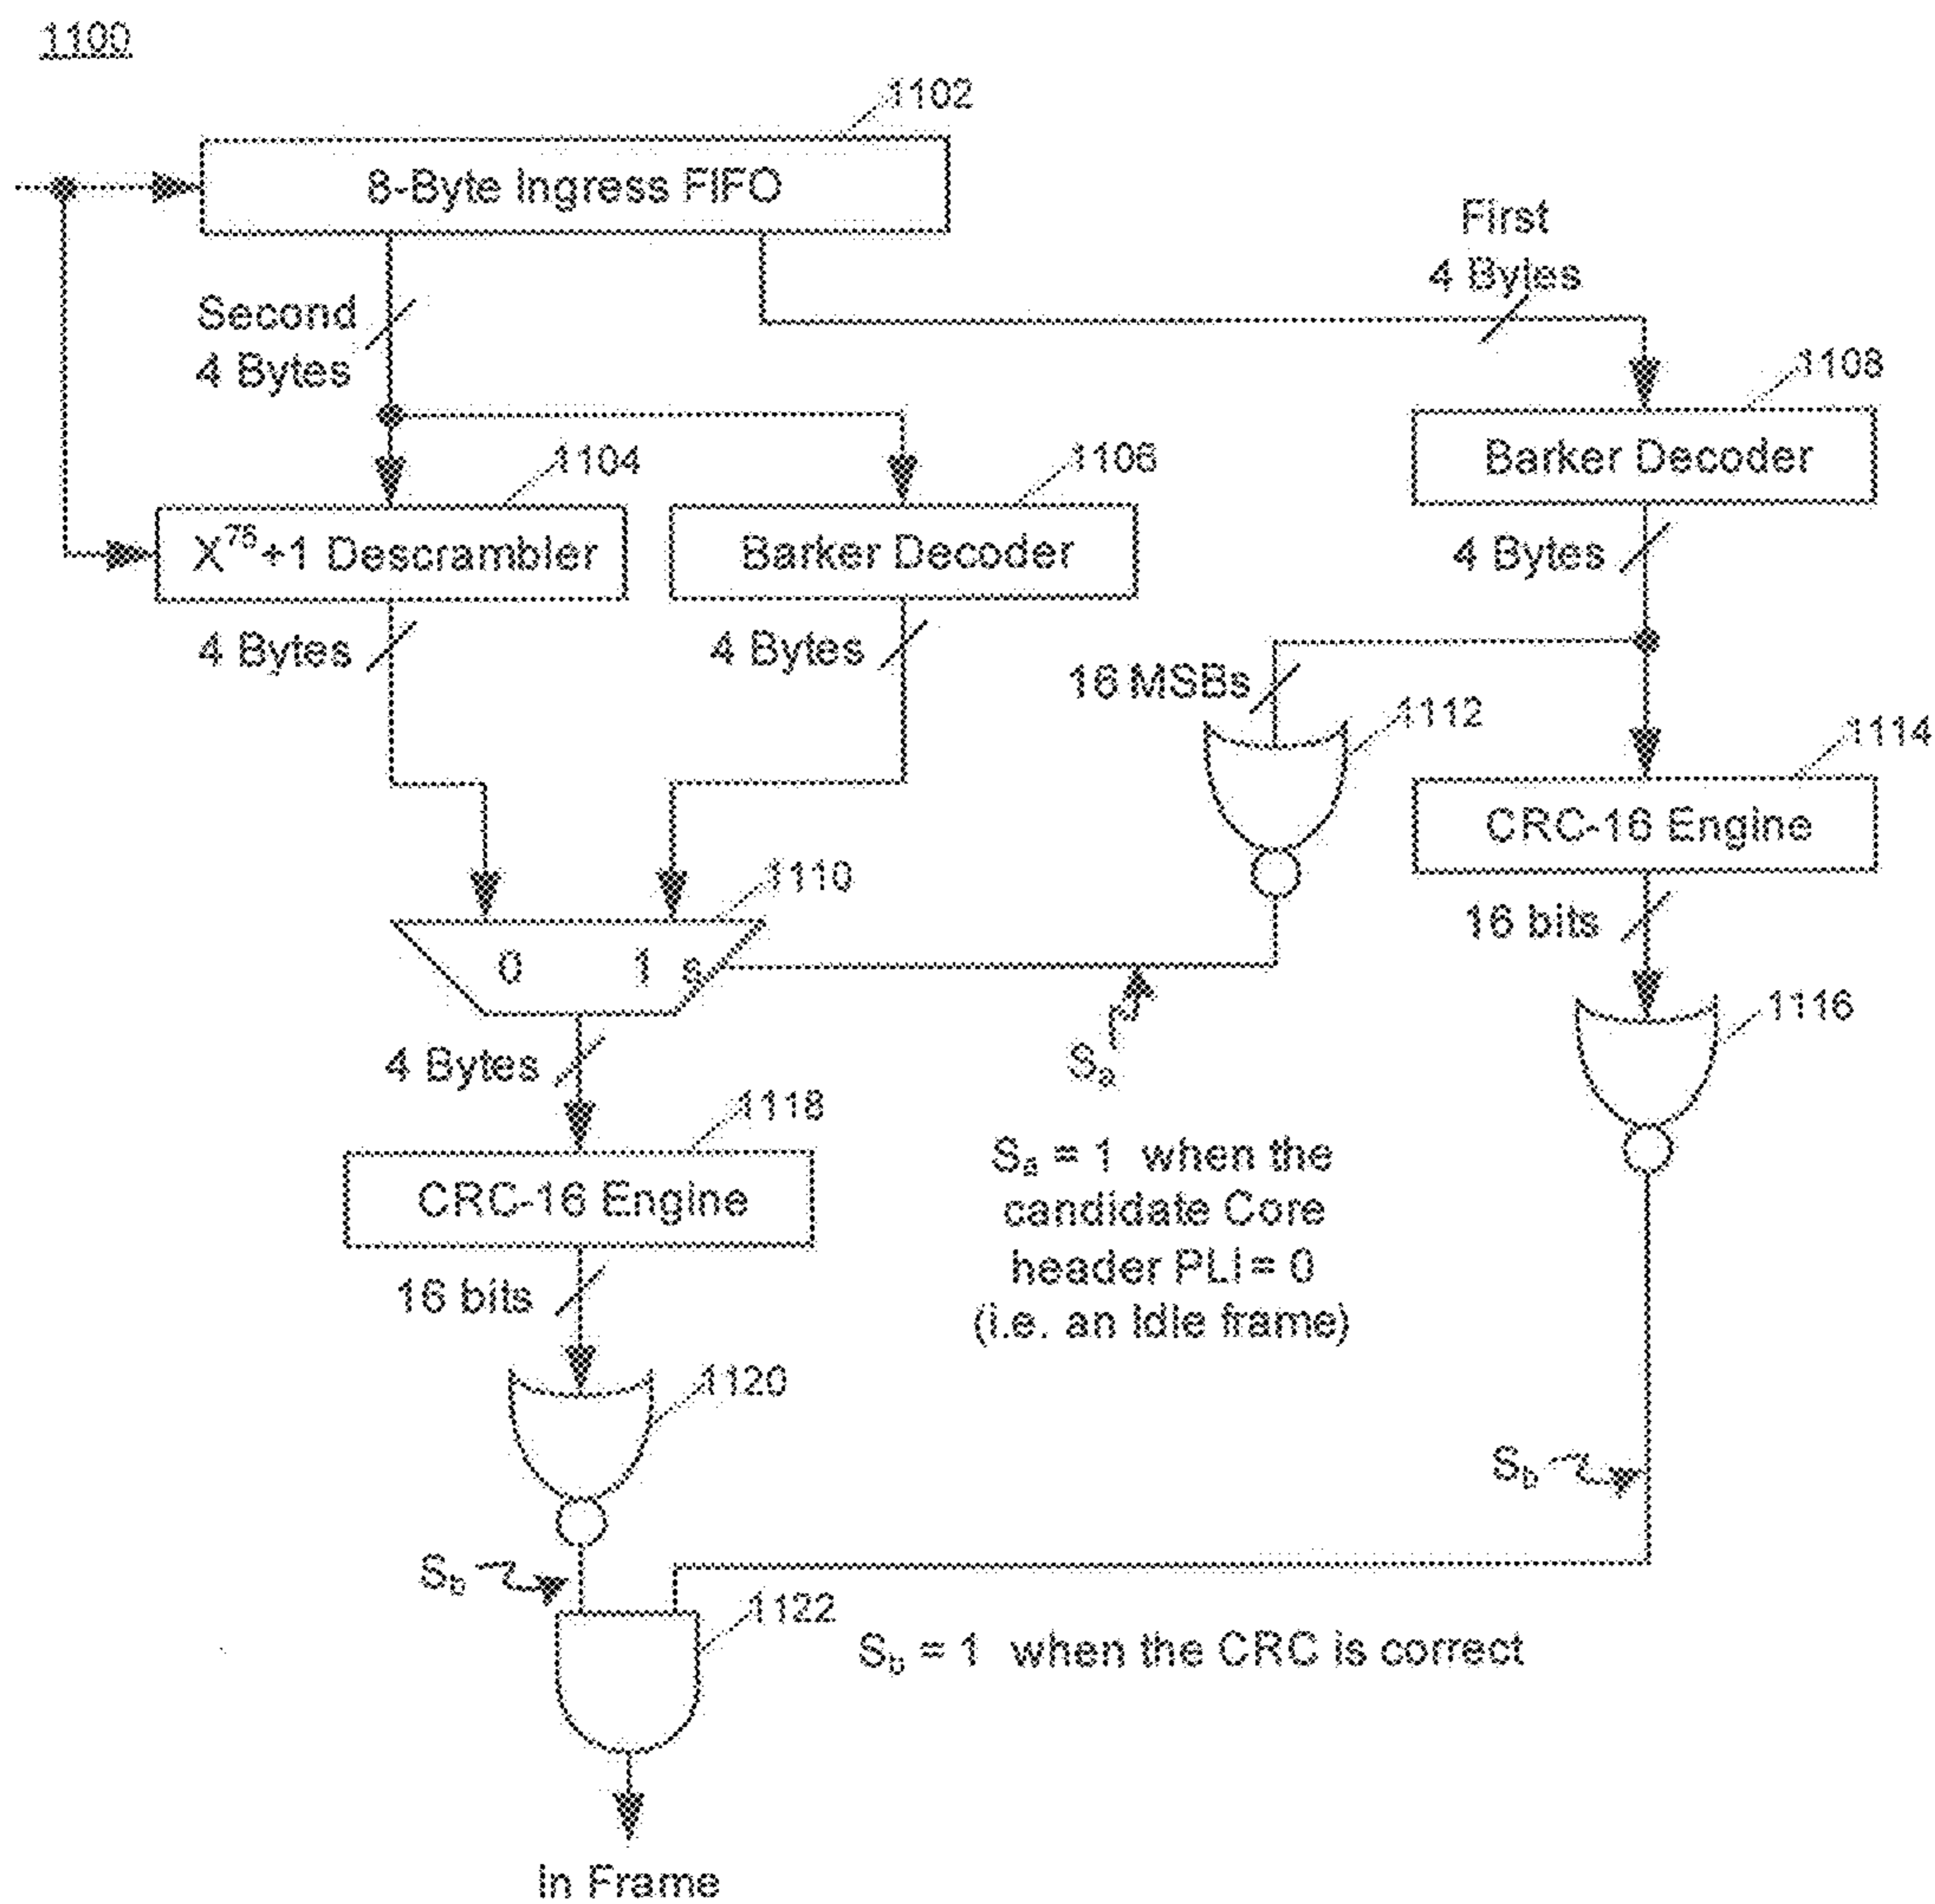 1100
1102
8-Byte Ingress FIFO
First
4 Bytes
Second
4 Bytes
1108
Barker Decoder
1104
1106
X⁷⁶+1 Descrambler
Barker Decoder
4 Bytes
4 Bytes
4 Bytes
16 MSBs
1112
1114
CRC-16 Engine
1110
16 bits
0 1 s
1116
4 Bytes
Sa
1118
CRC-16 Engine
Sa = 1 when the
candidate Core
header PLI = 0
(i.e. an Idle frame)
16 bits
1120
Sb
Sb
1122
Sb = 1 when the CRC is correct
In Frame